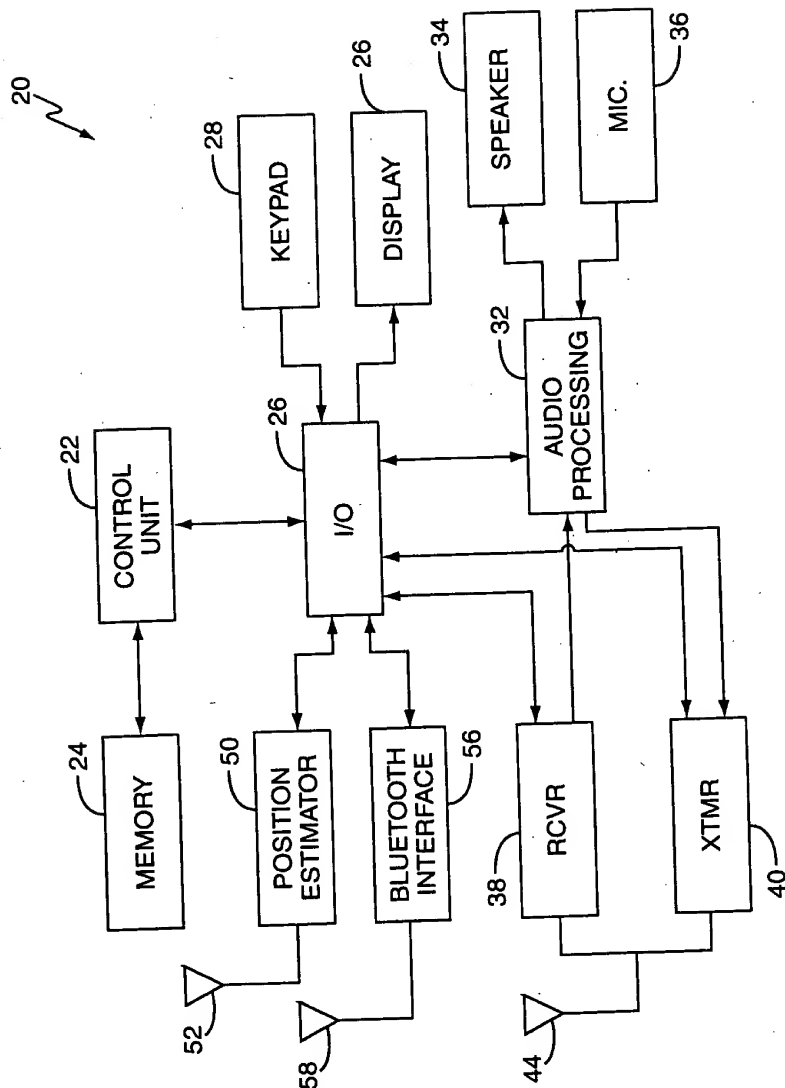 44
58
52
40
XTMR
38
RCVR
BLUETOOTH
INTERFACE
56
POSITION
ESTIMATOR
50
MEMORY
24
I/O
26
CONTROL
UNIT
22
AUDIO
PROCESSING
32
DISPLAY
26
KEYPAD
28
MIC.
36
SPEAKER
34
20